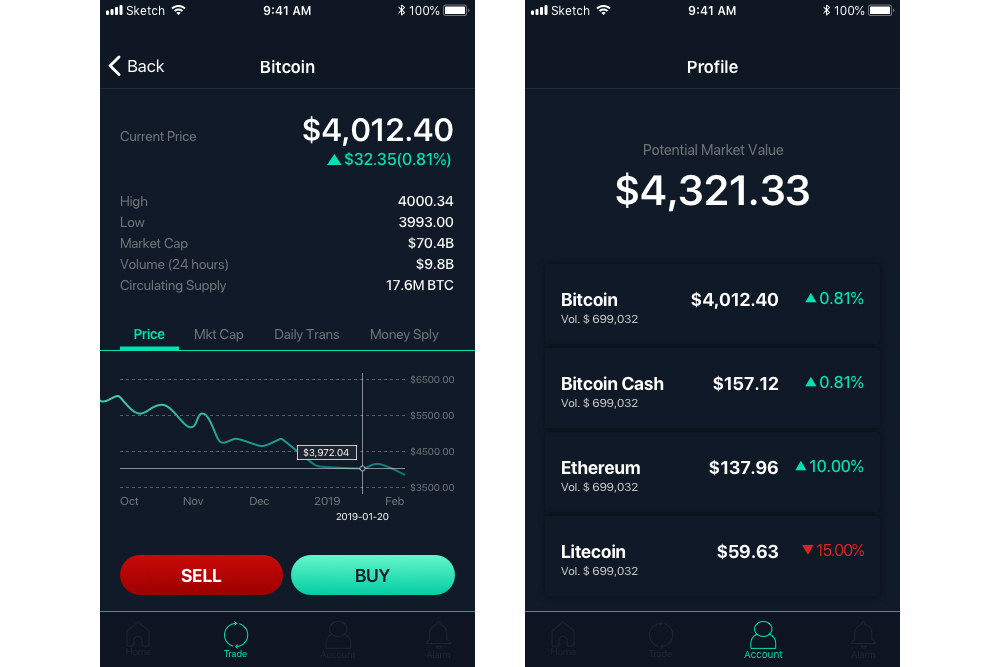 Sketch 9:41 AM 100%
Back Bitcoin
Current Price $4,012.40
▲$32.35(0.81%)
High 4000.34
Low 3993.00
Market Cap $70.4B
Volume (24 hours) $9.8B
Circulating Supply 17.6M BTC
Price Mkt Cap Daily Trans Money Sply
$6500.00
$5500.00
$4500.00
$3,972.04
$3500.00
Oct Nov Dec 2019 Feb
2019-01-20
SELL BUY
Home Trade Account Alarm
Sketch 9:41 AM 100%
Profile
Potential Market Value
$4,321.33
Bitcoin $4,012.40 ▲0.81%
Vol. $ 699,032
Bitcoin Cash $157.12 ▲0.81%
Vol. $ 699,032
Ethereum $137.96 ▲10.00%
Vol. $ 699,032
Litecoin $59.63 ▼15.00%
Vol. $ 699,032
Home Trade Account Alarm